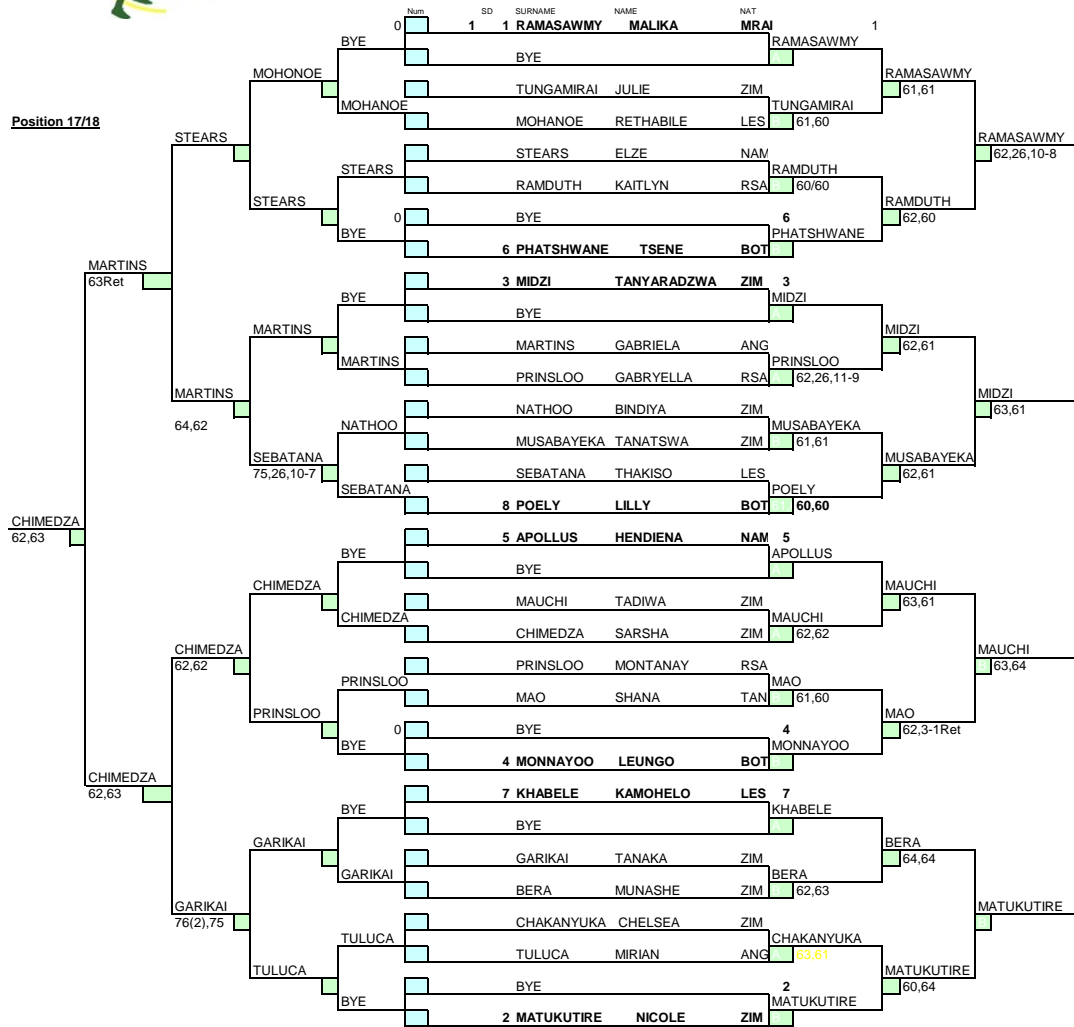 Num SD SURNAME NAME NAT
0 1 1 RAMASAWMY MALIKA MRAI 1
BYE RAMASAWMY
BYE A
MOHONOE RAMASAWMY
TUNGAMIRAI JULIE ZIM 61,61
MOHANOE TUNGAMIRAI
Position 17/18 MOHANOE RETHABILE LES B 61,60
STEARS RAMASAWMY
STEARS ELZE NAM 62,26,10-8
STEARS RAMDUTH
RAMDUTH KAITLYN RSA B 60/60
STEARS RAMDUTH
0 BYE 6 62,60
BYE PHATSHWANE
6 PHATSHWANE TSENE BOT B
MARTINS
63Ret 3 MIDZI TANYARADZWA ZIM 3
BYE MIDZI
BYE A
MARTINS MIDZI
MARTINS GABRIELA ANG 62,61
MARTINS PRINSLOO
PRINSLOO GABRYELLA RSA A 62,26,11-9
MARTINS MIDZI
64,62 NATHOO BINDIYA ZIM 63,61
NATHOO MUSABAYEKA
MUSABAYEKA TANATSWA ZIM B 61,61
SEBATANA MUSABAYEKA
75,26,10-7 SEBATANA THAKISO LES 62,61
SEBATANA POELY
8 POELY LILLY BOT B 60,60
CHIMEDZA
62,63 5 APOLLUS HENDIENA NAM 5
BYE APOLLUS
BYE A
CHIMEDZA MAUCHI
MAUCHI TADIWA ZIM 63,61
CHIMEDZA MAUCHI
CHIMEDZA SARSHA ZIM A 62,62
CHIMEDZA MAUCHI
62,62 PRINSLOO MONTANAY RSA B 63,64
PRINSLOO MAO
MAO SHANA TAN B 61,60
PRINSLOO MAO
0 BYE 4 62,3-1Ret
BYE MONNAYOO
4 MONNAYOO LEUNGO BOT B
CHIMEDZA
62,63 7 KHABELE KAMOHELO LES 7
BYE KHABELE
BYE A
GARIKAI BERA
GARIKAI TANAKA ZIM 64,64
GARIKAI BERA
BERA MUNASHE ZIM B 62,63
GARIKAI MATUKUTIRE
76(2),75 CHAKANYUKA CHELSEA ZIM B
TULUCA CHAKANYUKA
TULUCA MIRIAN ANG A 63,61
TULUCA MATUKUTIRE
BYE 2 60,64
BYE MATUKUTIRE
2 MATUKUTIRE NICOLE ZIM B